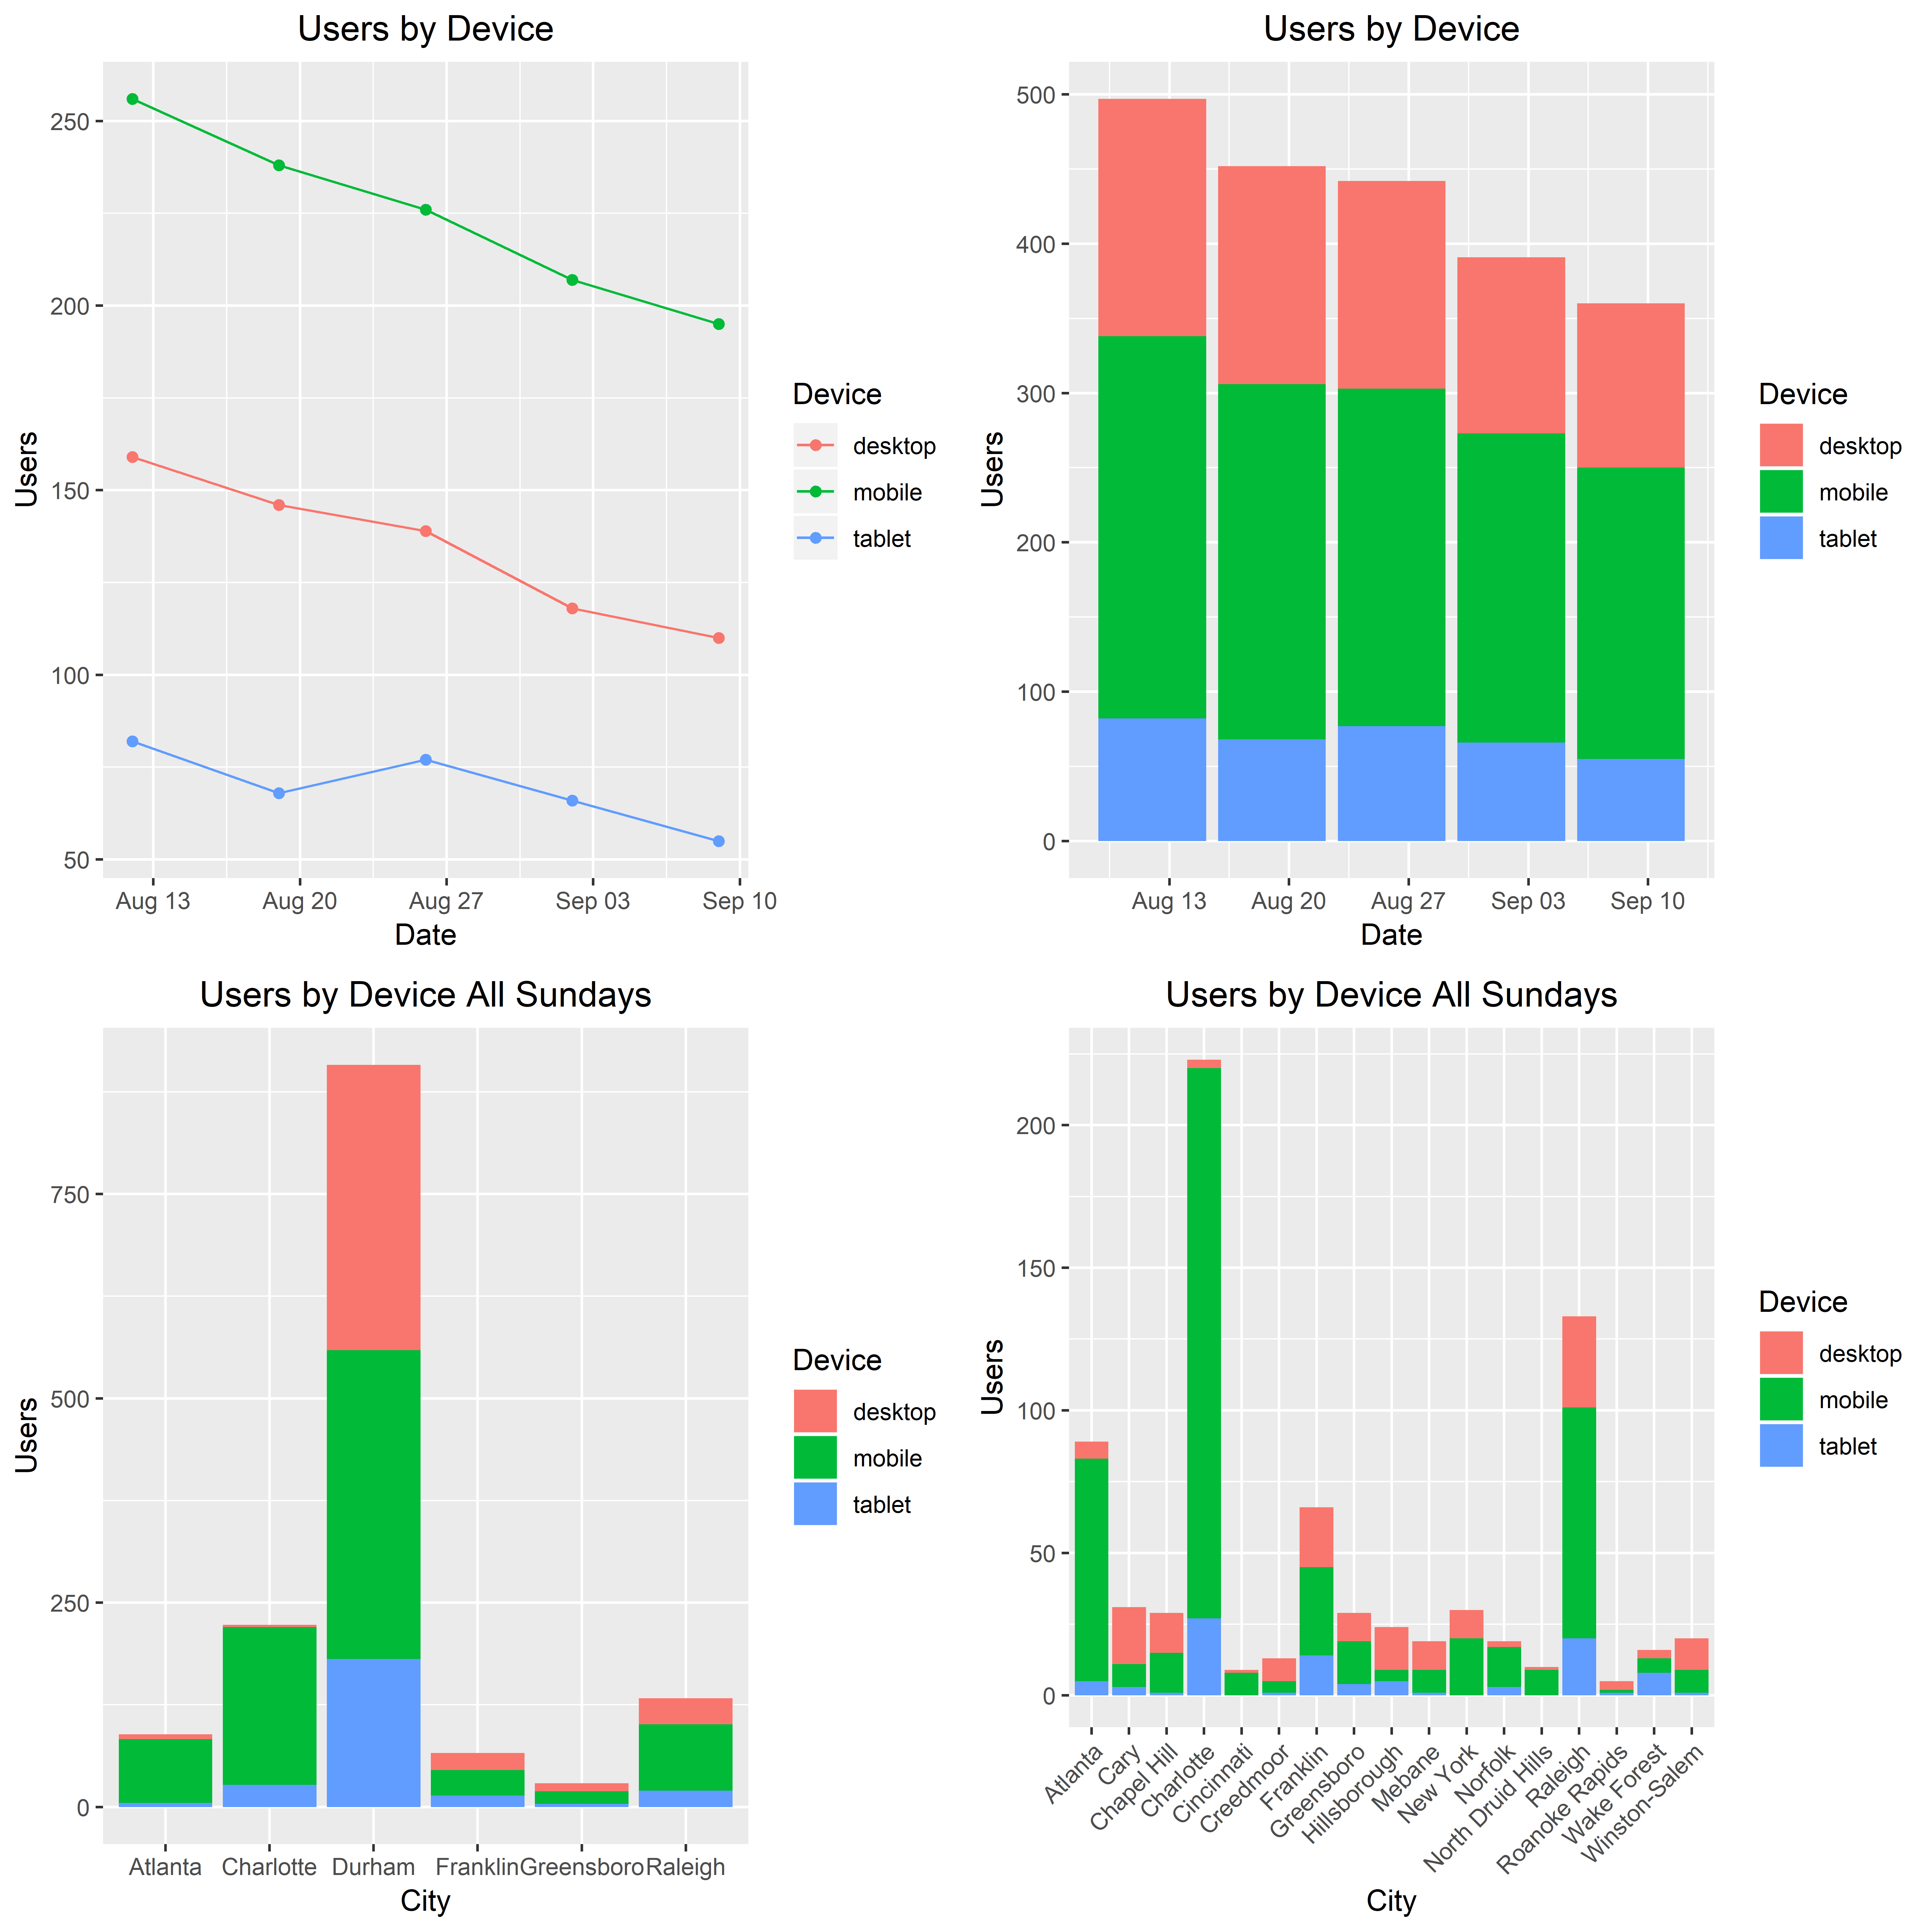 Users by Device
250
200
150
100
50
Users
Aug 13 Aug 20 Aug 27 Sep 03 Sep 10
Date
Device
desktop
mobile
tablet
Users by Device
500
400
300
200
100
0
Users
Aug 13 Aug 20 Aug 27 Sep 03 Sep 10
Date
Device
desktop
mobile
tablet
Users by Device All Sundays
750
500
250
0
Users
Atlanta Charlotte Durham Franklin Greensboro Raleigh
City
Device
desktop
mobile
tablet
Users by Device All Sundays
200
150
100
50
0
Users
Atlanta
Cary
Chapel Hill
Charlotte
Cincinnati
Creedmoor
Franklin
Greensboro
Hillsborough
Mebane
New York
Norfolk
North Druid Hills
Raleigh
Roanoke Rapids
Wake Forest
Winston-Salem
City
Device
desktop
mobile
tablet